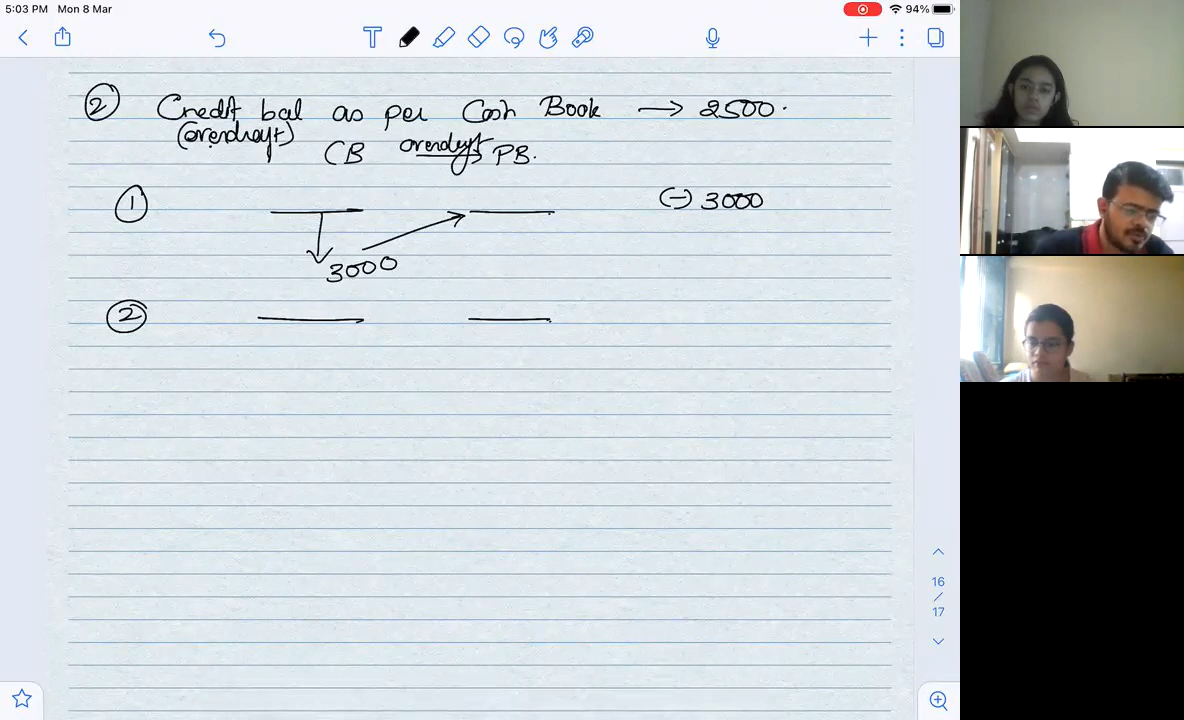 5:03 PM Mon 8 Mar 94%
② Credit bal as per Cash Book → 2500.
(overdraft)
CB overdraft PB.
① (-) 3000
3000
②
16
/
17